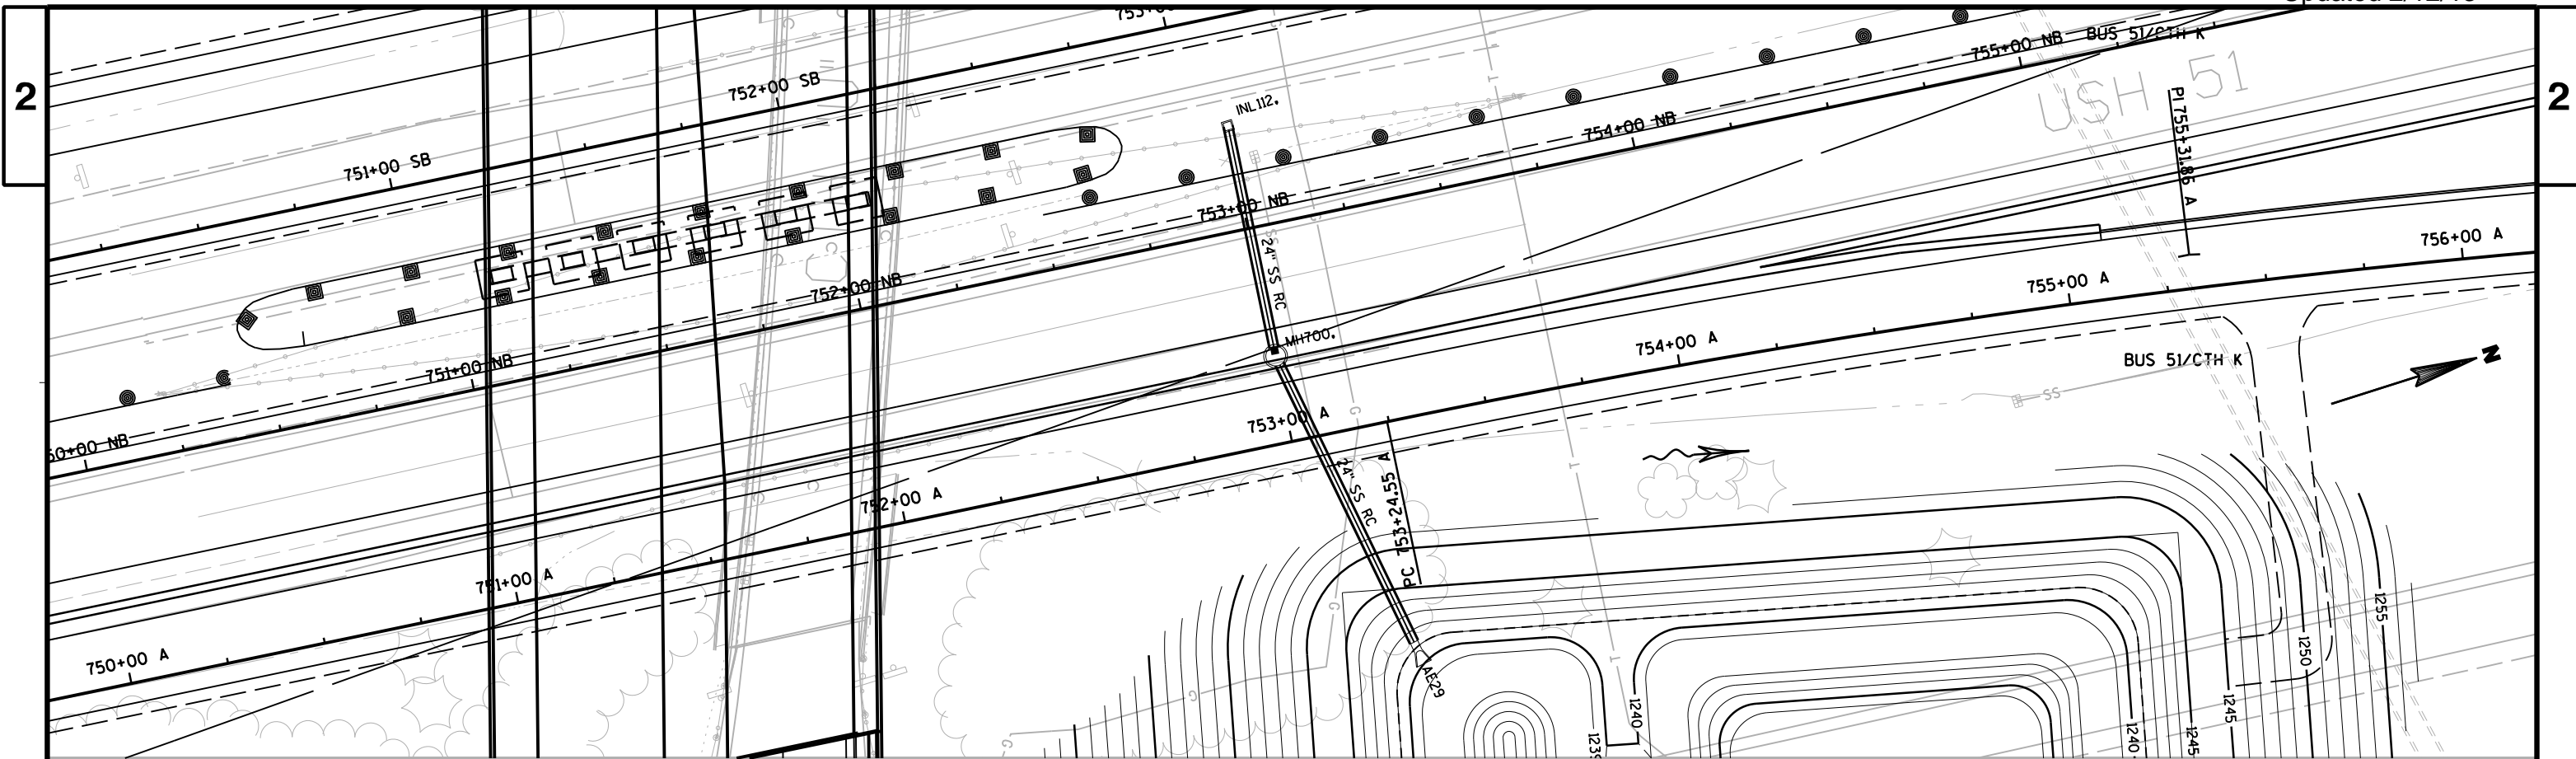 2
2
752+00 SB
751+00 SB
INL112.
755+00 NB
BUS 51/CTH K
USH 51
PI 755+31.86 A
754+00 NB
753+00 NB
24" SS RC
752+00 NB
751+00 NB
MH700.
756+00 A
755+00 A
754+00 A
BUS 51/CTH K
N
SS
753+00 A
24" SS RC
PC 753+24.55 A
752+00 A
751+00 A
750+00 A
AE29
1240
1240
1245
1245
1250
1255
G
G
G
G